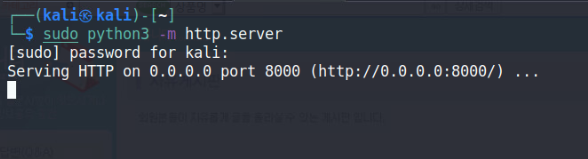 ┌──(kali㉿kali)-[~]
└─$ sudo python3 -m http.server
[sudo] password for kali:
Serving HTTP on 0.0.0.0 port 8000 (http://0.0.0.0:8000/) ...